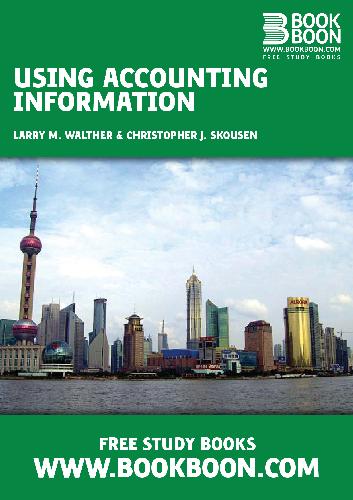 BOOK
BOON
WWW.BOOKBOON.COM
FREE STUDY BOOKS
USING ACCOUNTING
INFORMATION
LARRY M. WALTHER & CHRISTOPHER J. SKOUSEN
AURORA
FREE STUDY BOOKS
WWW.BOOKBOON.COM